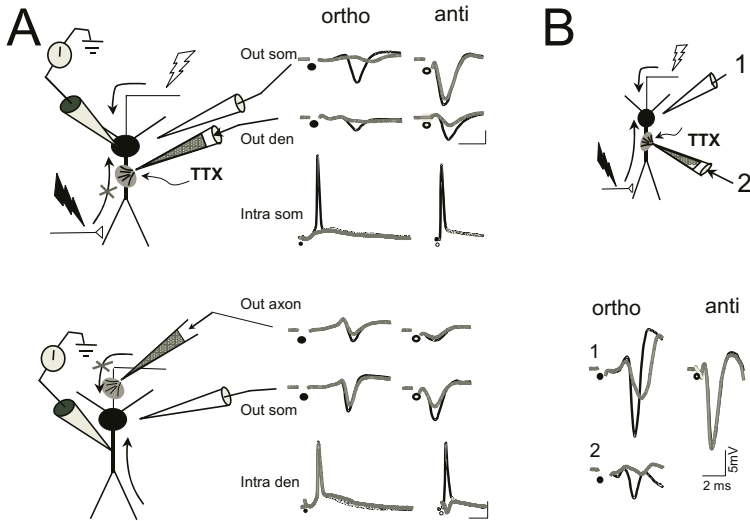 A
ortho anti
Out som
Out den
TTX
Intra som
Out axon
Out som
Intra den
B
1
TTX
2
ortho anti
1
2
5mV
2 ms